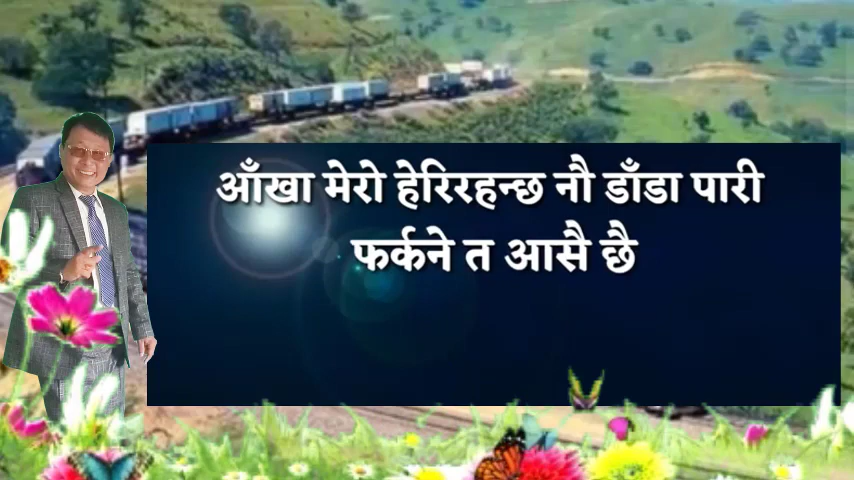 आँखा मेरो हेरिरहन्छ नौ डाँडा पारी
फर्कने त आसै छै